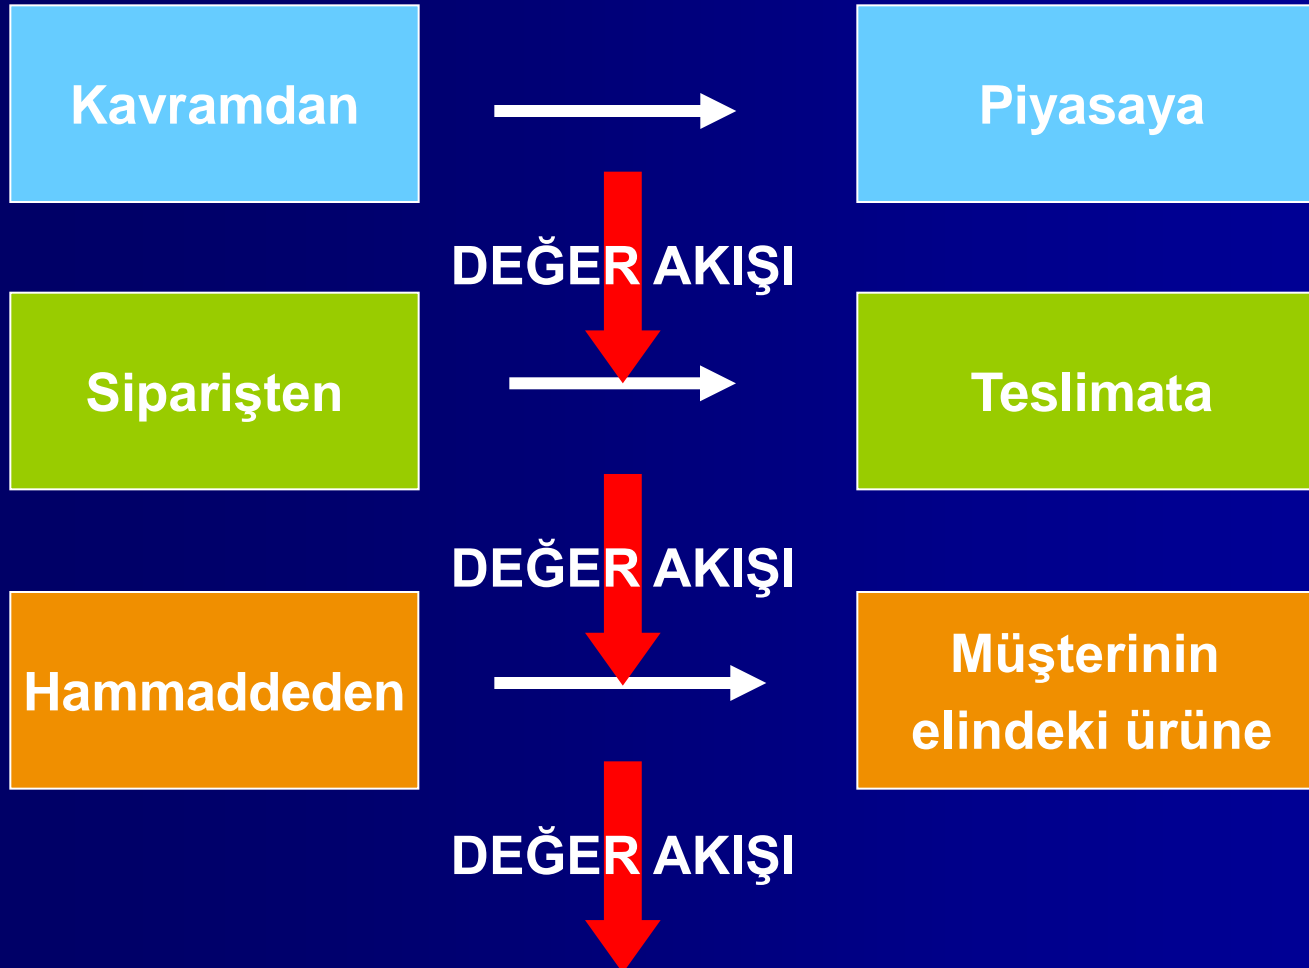 Kavramdan
Piyasaya
DEĞER AKIŞI
Siparişten
Teslimata
DEĞER AKIŞI
Hammaddeden
Müşterinin
elindeki ürüne
DEĞER AKIŞI